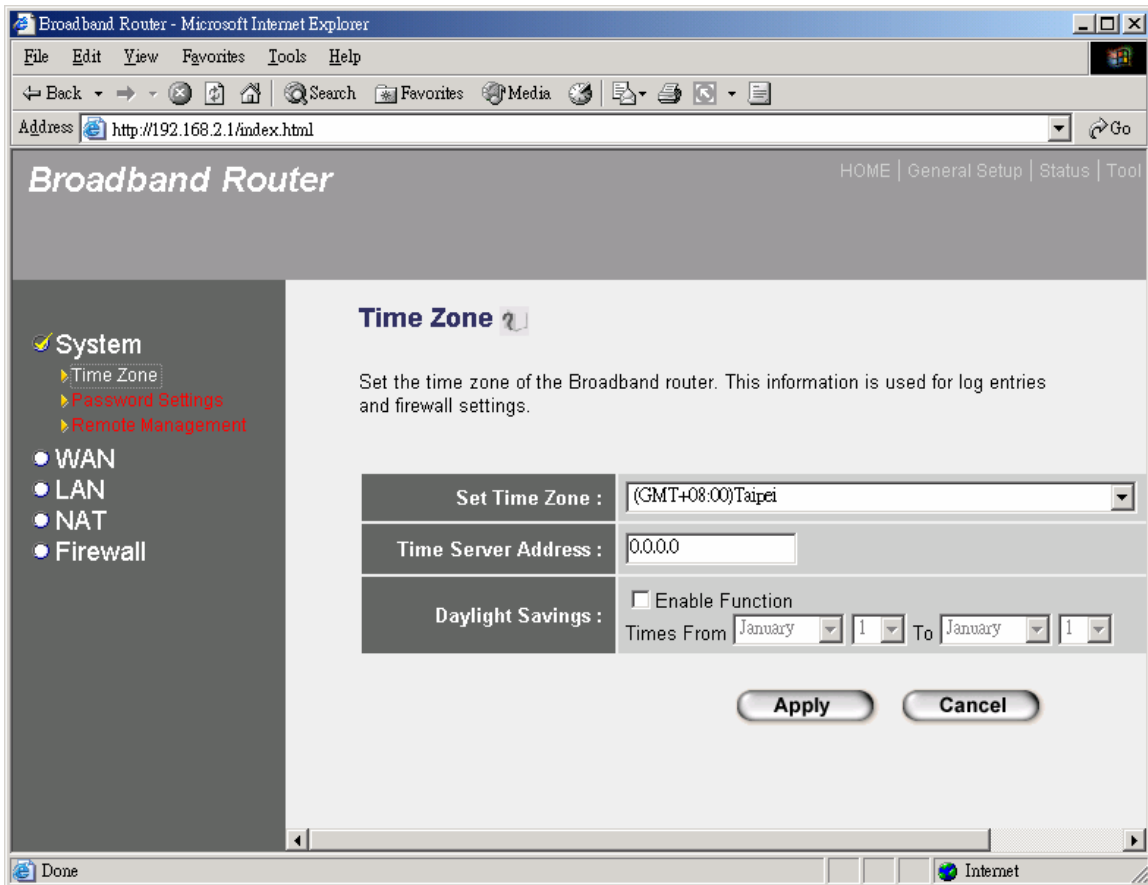 Broadband Router - Microsoft Internet Explorer
File Edit View Favorites Tools Help
Back Search Favorites Media
Address http://192.168.2.1/index.html Go
Broadband Router
HOME | General Setup | Status | Tool
System
Time Zone
Password Settings
Remote Management
WAN
LAN
NAT
Firewall
Time Zone
Set the time zone of the Broadband router. This information is used for log entries
and firewall settings.
Set Time Zone : (GMT+08:00)Taipei
Time Server Address : 0.0.0.0
Daylight Savings : Enable Function
Times From January 1 To January 1
Apply Cancel
Done Internet